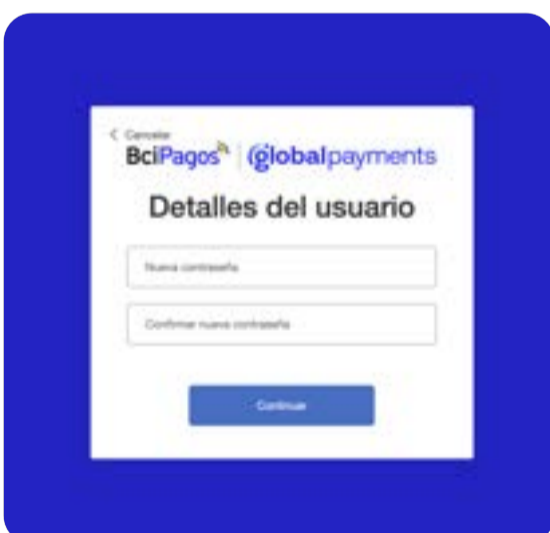 Cancelar
BciPagos | globalpayments
Detalles del usuario
Nueva contraseña
Confirmar nueva contraseña
Continuar